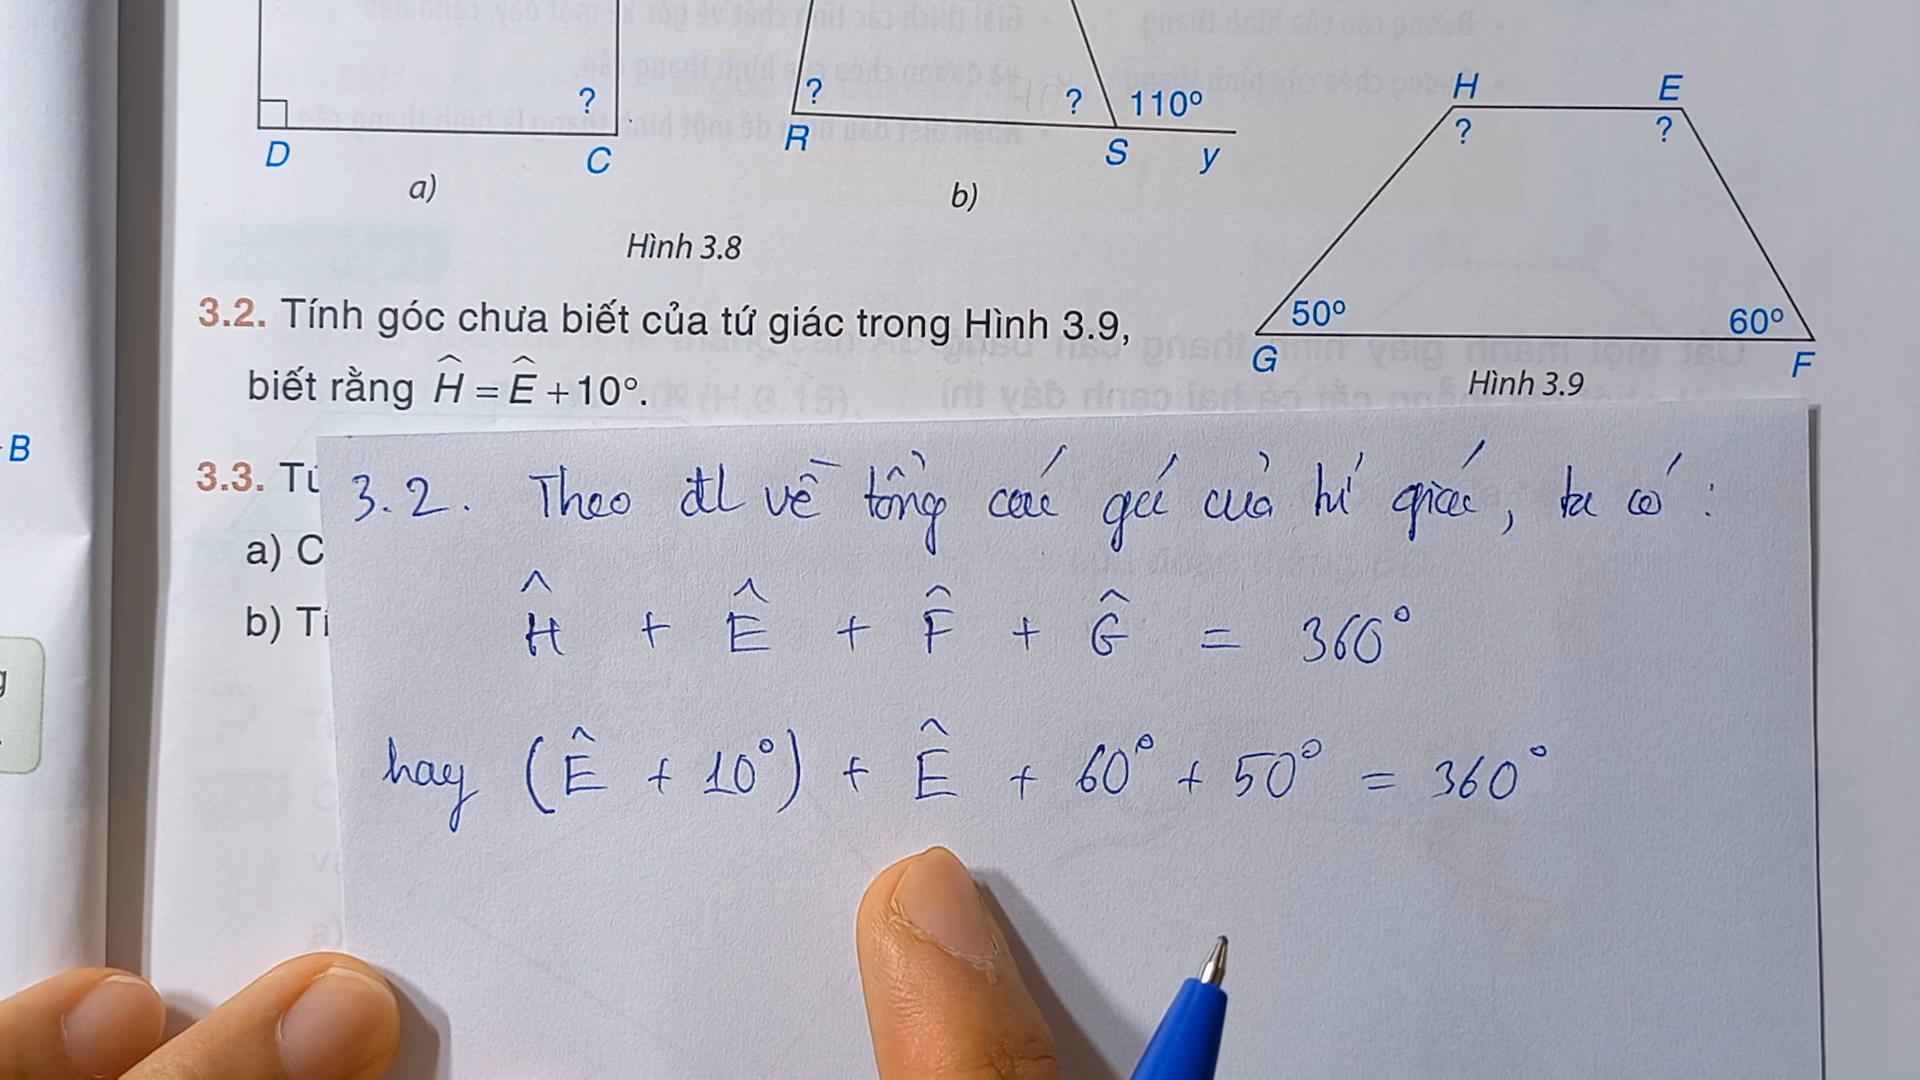 ?
D
C
a)
?
?
110°
R
S
y
b)
Hình 3.8
H
E
?
?
50°
60°
G
F
Hình 3.9
3.2. Tính góc chưa biết của tứ giác trong Hình 3.9,
biết rằng Ĥ = Ê + 10°.
B
3.3. Tứ
a) C
b) Tí
3.2. Theo đl về tổng các góc của tứ giác, ta có :
Ĥ + Ê + F̂ + Ĝ = 360°
hay (Ê + 10°) + Ê + 60° + 50° = 360°